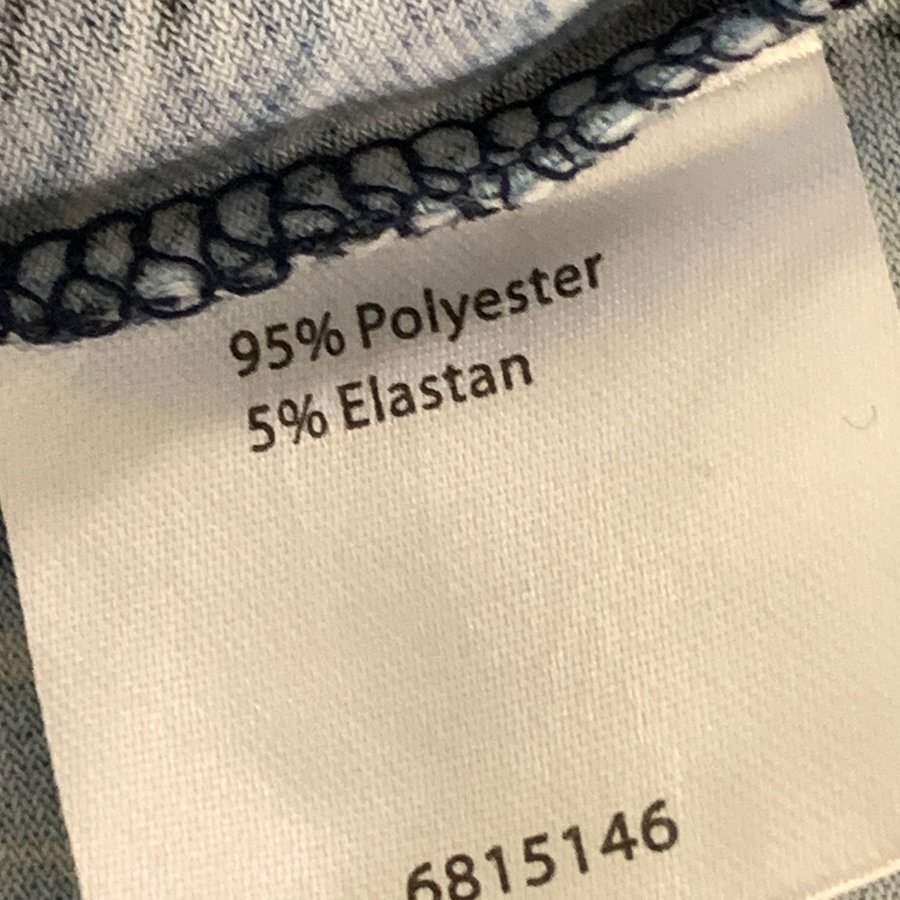 95% Polyester
5% Elastan
6815146